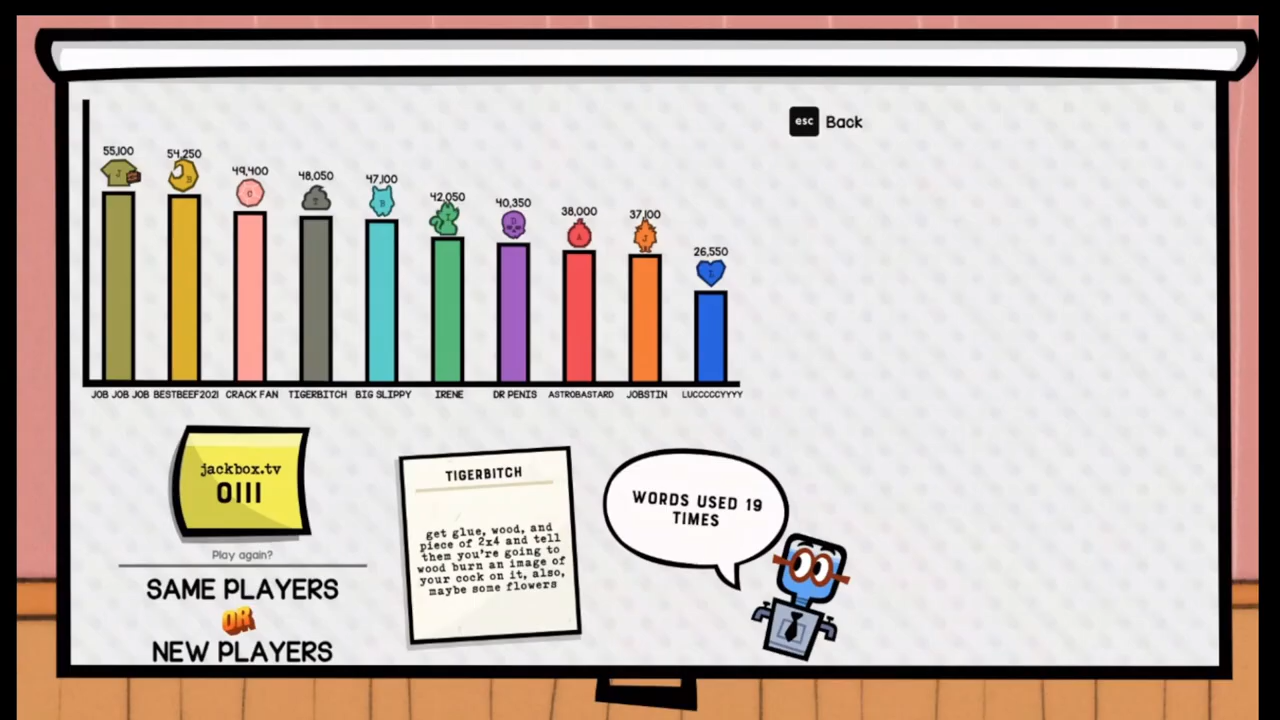 esc Back
55,100
54,250
49,400
48,050
47,100
42,050
40,350
38,000
37,100
26,550
J
B
C
T
B
I
D
A
J
L
JOB JOB JOB BESTBEEF2021 CRACK FAN TIGERBITCH BIG SLIPPY IRENE DR PENIS ASTROBASTARD JOBSTIN LUCCCCCYYYY
jackbox.tv
OIII
Play again?
SAME PLAYERS
OR
NEW PLAYERS
TIGERBITCH
get glue, wood, and
piece of 2x4 and tell
them you're going to
wood burn an image of
your cock on it, also,
maybe some flowers
WORDS USED 19
TIMES